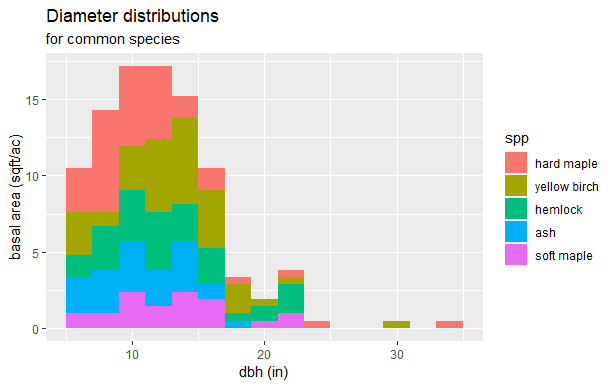 Diameter distributions
for common species
basal area (sqft/ac)
15
10
5
0
10
20
30
dbh (in)
spp
hard maple
yellow birch
hemlock
ash
soft maple